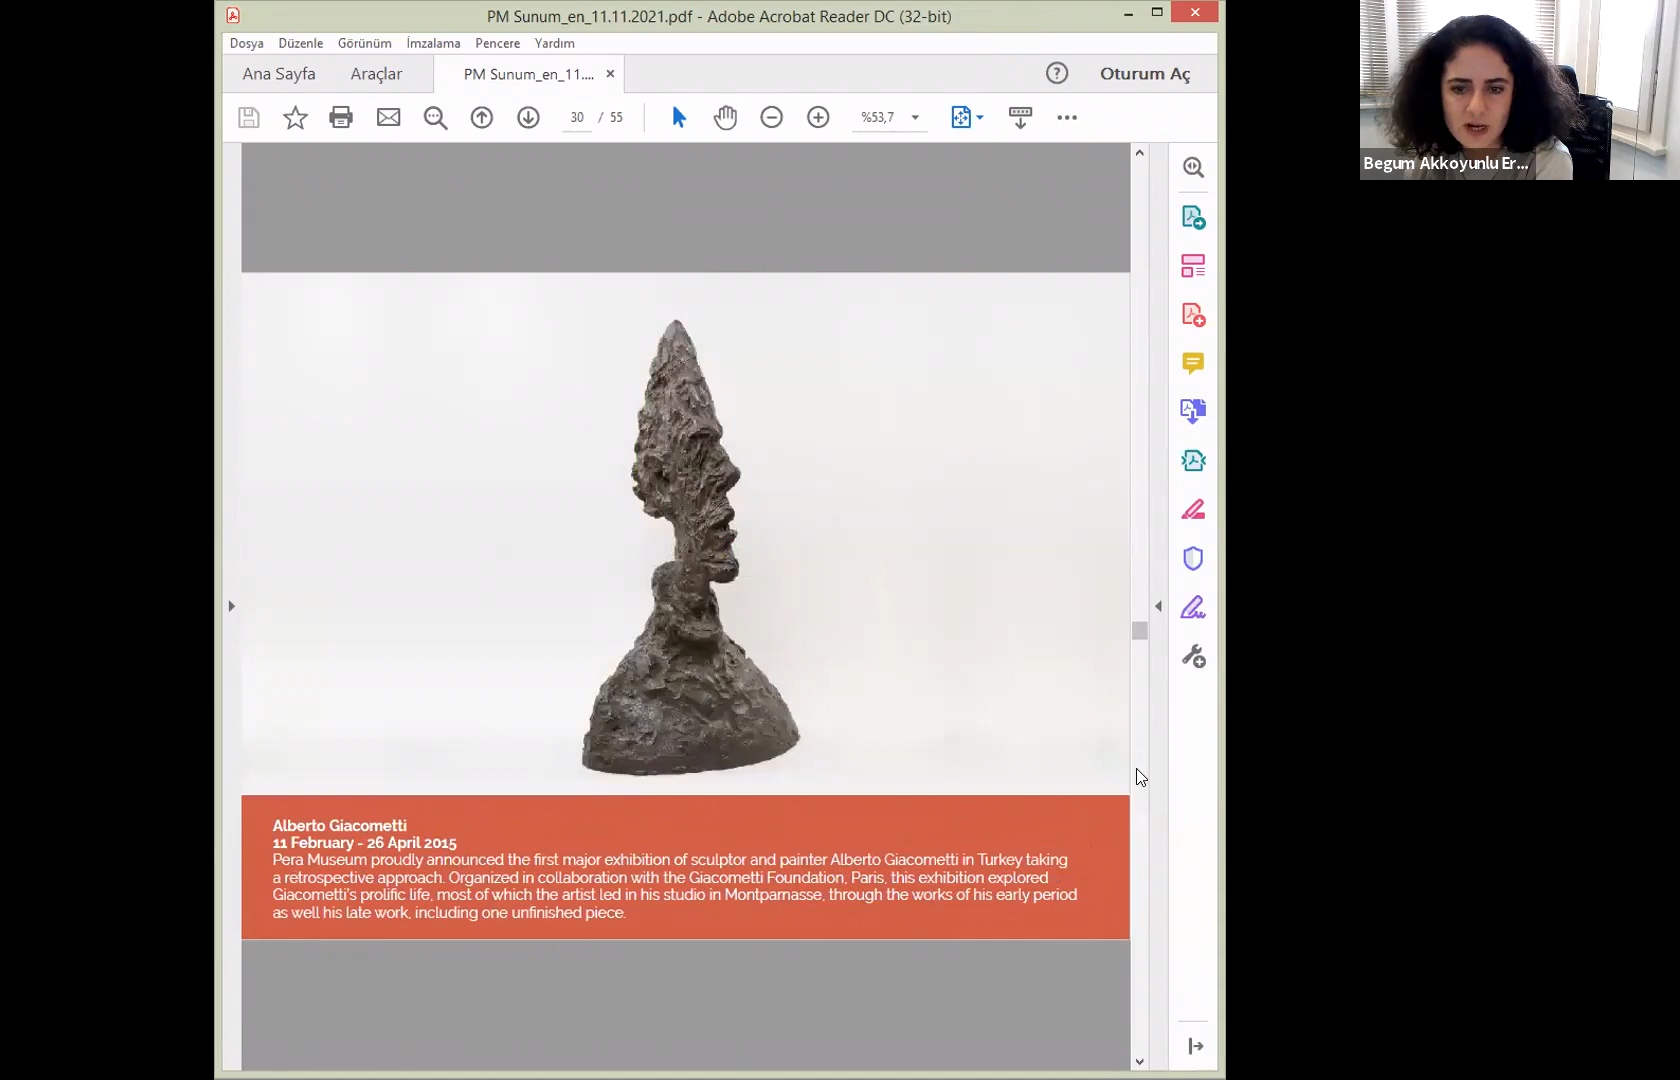 PM Sunum_en_11.11.2021.pdf - Adobe Acrobat Reader DC (32-bit)
Dosya Düzenle Görünüm İmzalama Pencere Yardım
Ana Sayfa Araçlar PM Sunum_en_11.... Oturum Aç
30 / 55 %53,7
Begum Akkoyunlu Er...
Alberto Giacometti
11 February - 26 April 2015
Pera Museum proudly announced the first major exhibition of sculptor and painter Alberto Giacometti in Turkey taking
a retrospective approach. Organized in collaboration with the Giacometti Foundation, Paris, this exhibition explored
Giacometti's prolific life, most of which the artist led in his studio in Montparnasse, through the works of his early period
as well his late work, including one unfinished piece.